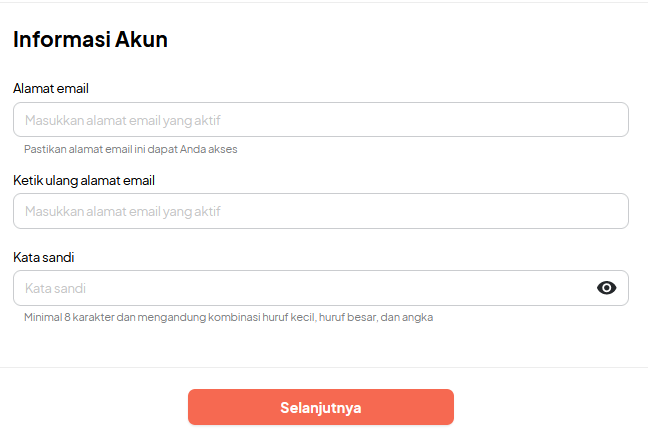 Informasi Akun
Alamat email
Masukkan alamat email yang aktif
Pastikan alamat email ini dapat Anda akses
Ketik ulang alamat email
Masukkan alamat email yang aktif
Kata sandi
Kata sandi
Minimal 8 karakter dan mengandung kombinasi huruf kecil, huruf besar, dan angka
Selanjutnya